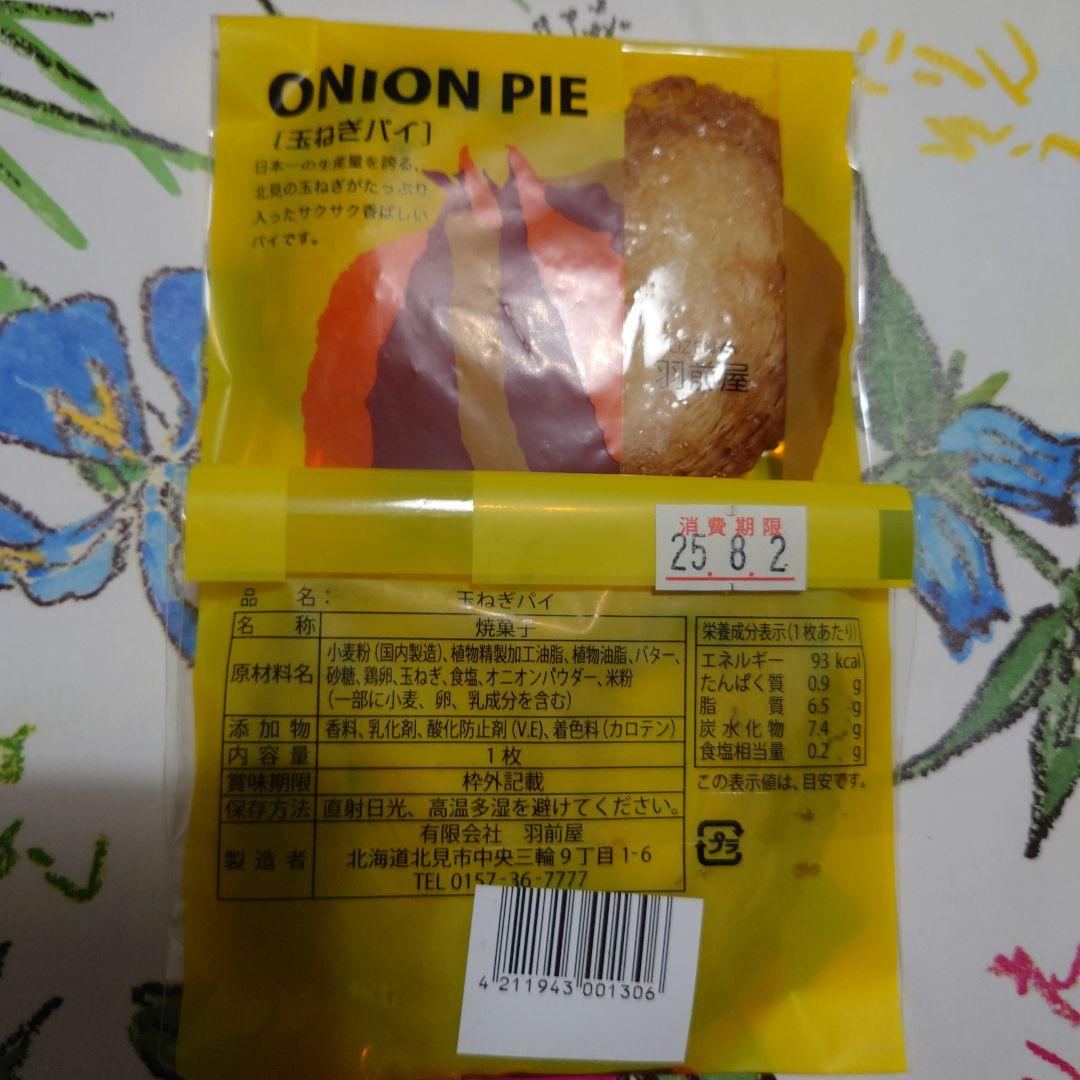 ONION PIE
[玉ねぎパイ]
日本一の生産量を誇る、
北見の玉ねぎがたっぷり
入ったサクサク香ばしい
パイです。
羽前屋
消費期限
25.8.2
品名: 玉ねぎパイ
名称 焼菓子
原材料名 小麦粉(国内製造)、植物精製加工油脂、植物油脂、バター、
砂糖、鶏卵、玉ねぎ、食塩、オニオンパウダー、米粉
(一部に小麦、卵、乳成分を含む)
添加物 香料、乳化剤、酸化防止剤(V.E)、着色料(カロテン)
内容量 1枚
賞味期限 枠外記載
保存方法 直射日光、高温多湿を避けてください。
製造者 有限会社 羽前屋
北海道北見市中央三輪9丁目1-6
TEL 0157-36-7777
栄養成分表示(1枚あたり)
エネルギー 93 kcal
たんぱく質 0.9 g
脂質 6.5 g
炭水化物 7.4 g
食塩相当量 0.2 g
この表示値は、目安です。
プラ
4 211943 001306